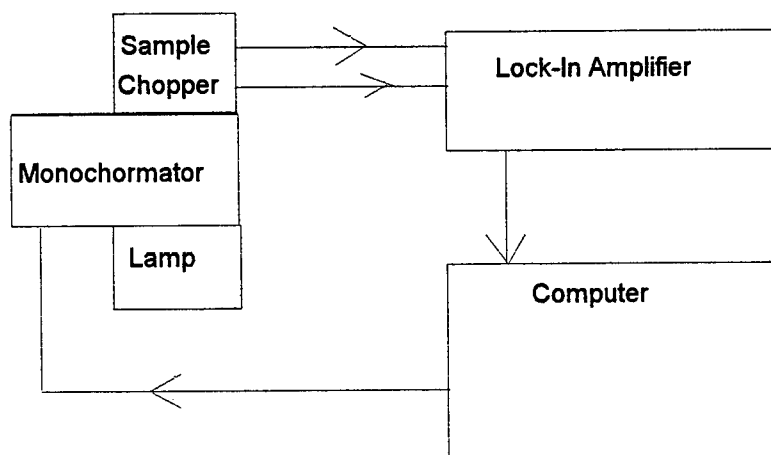 Sample
Chopper
Lock-In Amplifier
Monochormator
Lamp
Computer